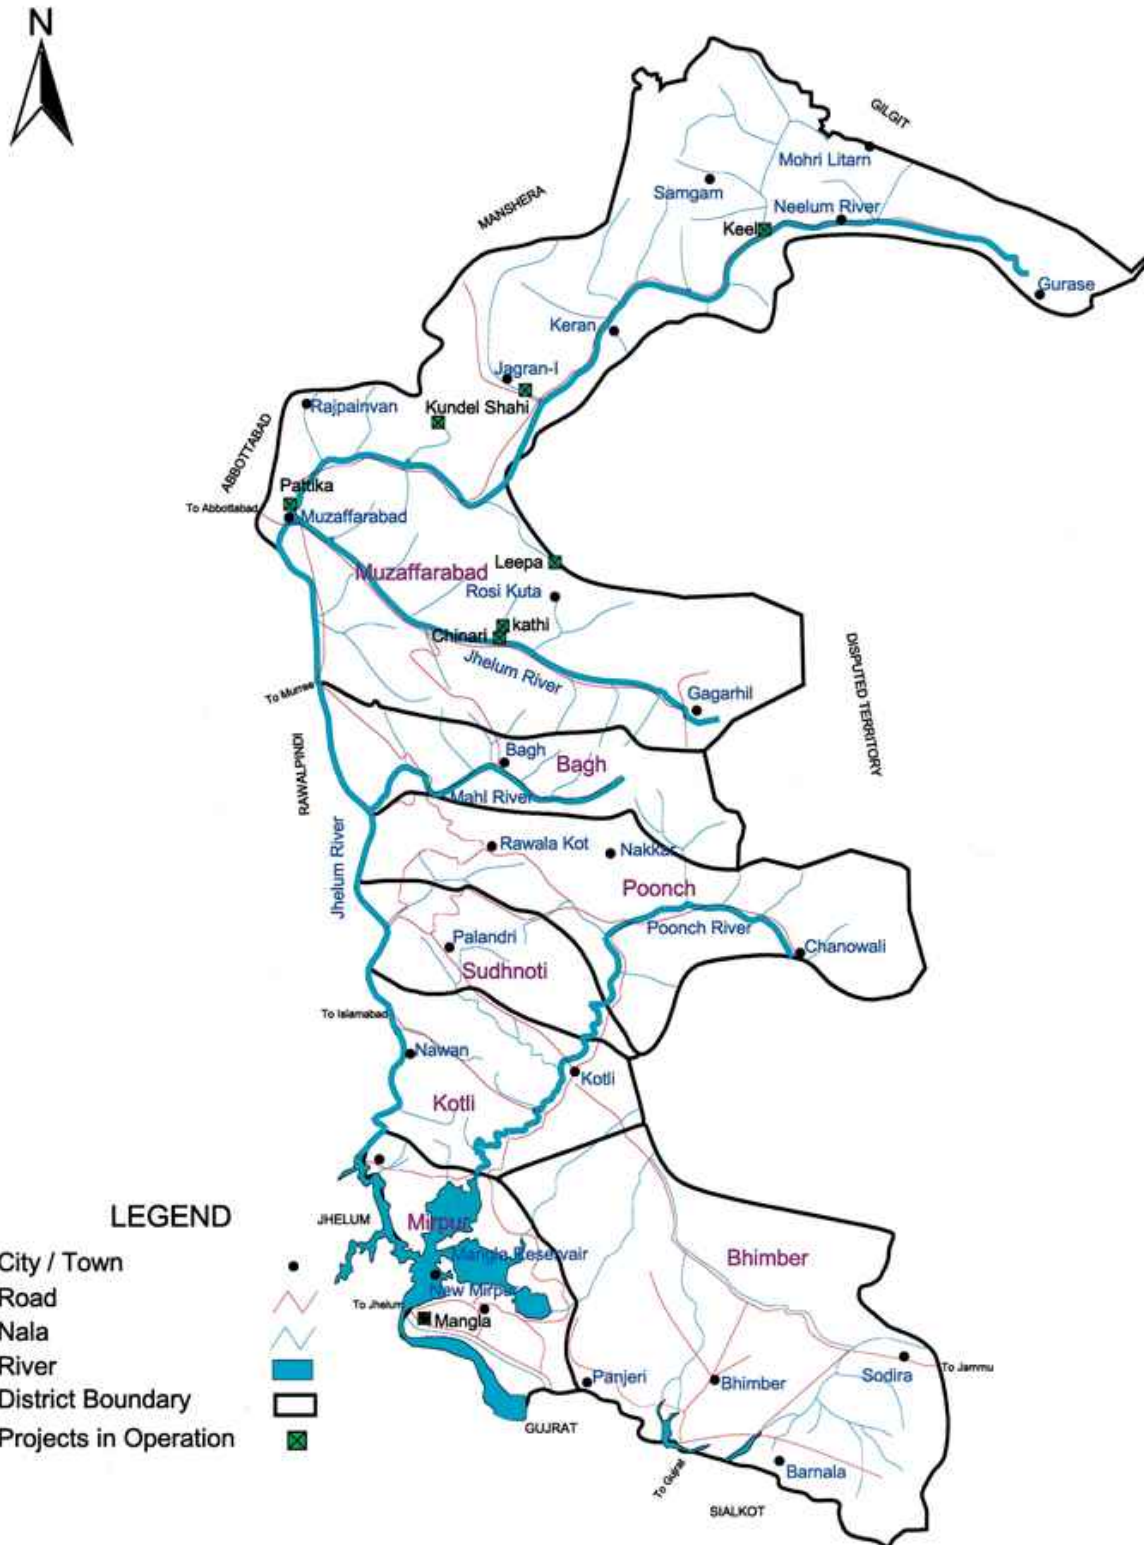 N
GILGIT
Mohri Litarn
Samgam
MANSHERA
Neelum River
Keel
Gurase
Keran
Jagran-I
Rajpainvan
Kundel Shahi
ABBOTTABAD
Pattika
To Abbottabad
Muzaffarabad
Leepa
Muzaffarabad
Rosi Kuta
kathi
Chinari
Jhelum River
DISPUTED TERRITORY
To Murree
Gagarhil
RAWALPINDI
Bagh
Bagh
Mahl River
Jhelum River
Rawala Kot
Nakkar
Poonch
Poonch River
Palandri
Chanowali
Sudhnoti
To Islamabad
Nawan
Kotli
Kotli
LEGEND
JHELUM
Mirpur
Mangla Reservair
Bhimber
City / Town
New Mirpur
Road
To Jhelum
Mangla
Nala
River
Sodira
To Jammu
Panjeri
Bhimber
District Boundary
GUJRAT
Projects in Operation
To Gujrat
Barnala
SIALKOT